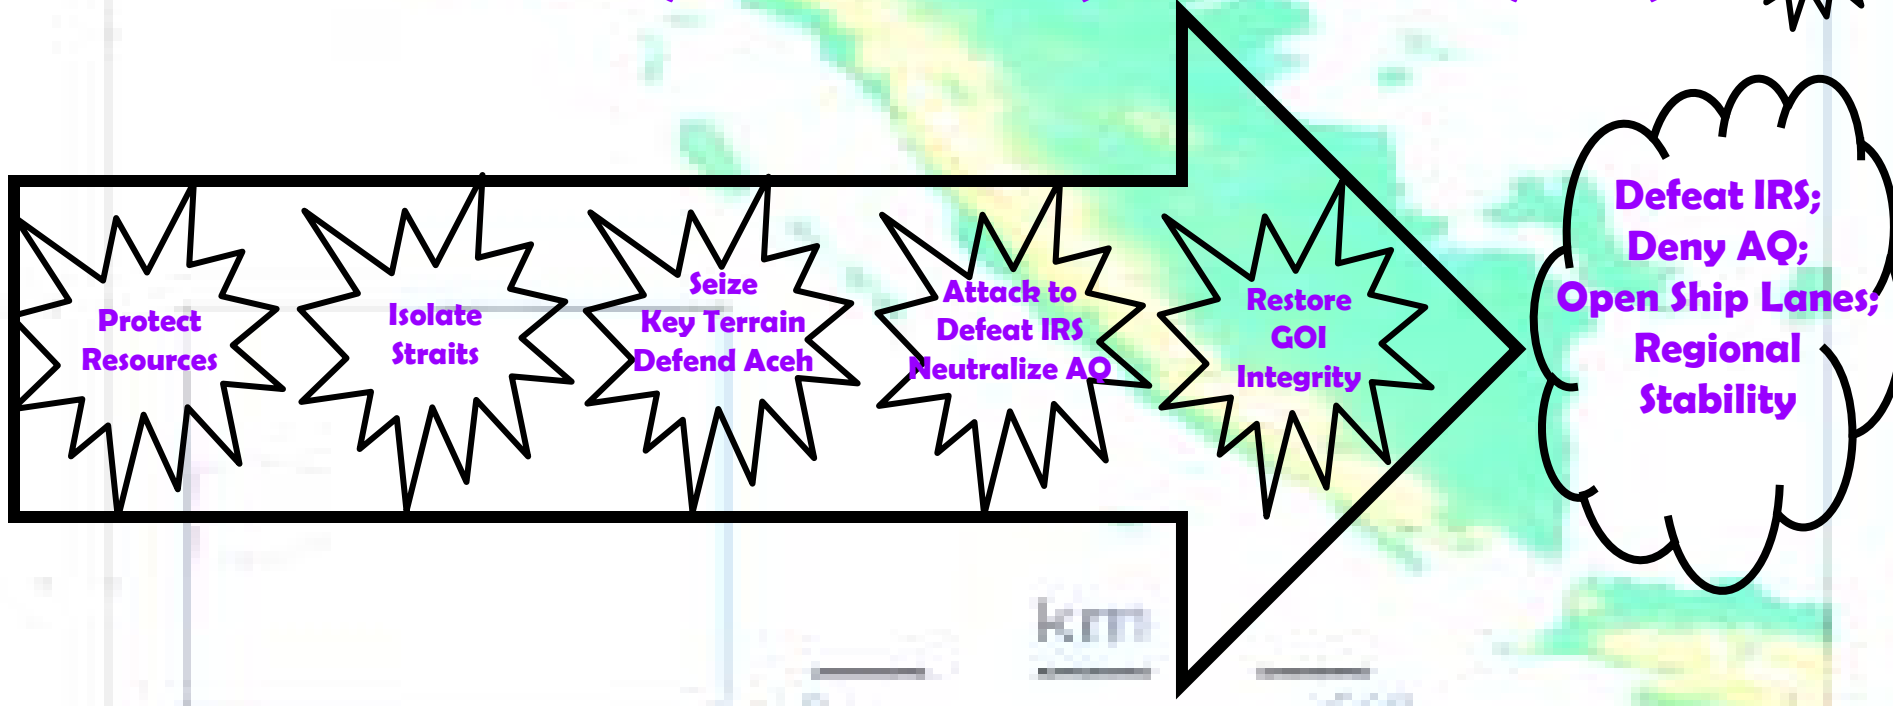 Protect
Resources
Isolate
Straits
Seize
Key Terrain
Defend Aceh
Attack to
Defeat IRS
Neutralize AQ
Restore
GOI
Integrity
Defeat IRS;
Deny AQ;
Open Ship Lanes;
Regional
Stability
km